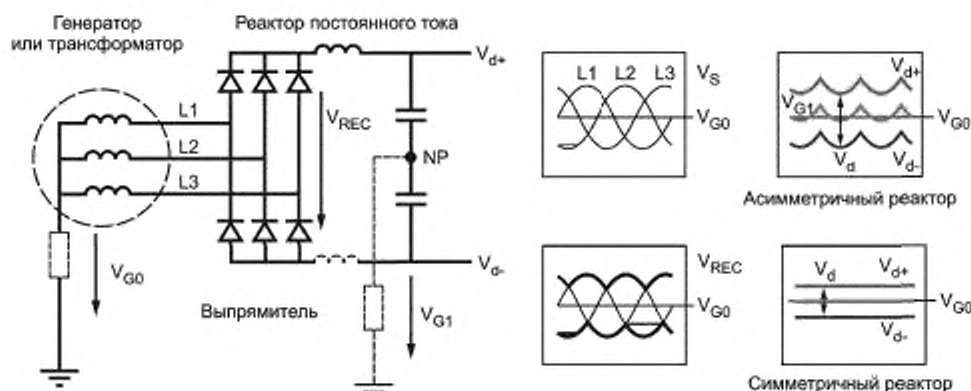 Генератор
или трансформатор
Реактор постоянного тока
L1
L2
L3
V_REC
V_d+
NP
V_d-
V_G0
Выпрямитель
V_G1
L1 L2 L3
V_S
V_G0
V_d+
V_G1
V_G0
V_d
V_d-
Асимметричный реактор
V_REC
V_G0
V_d
V_d+
V_G0
V_d-
Симметричный реактор